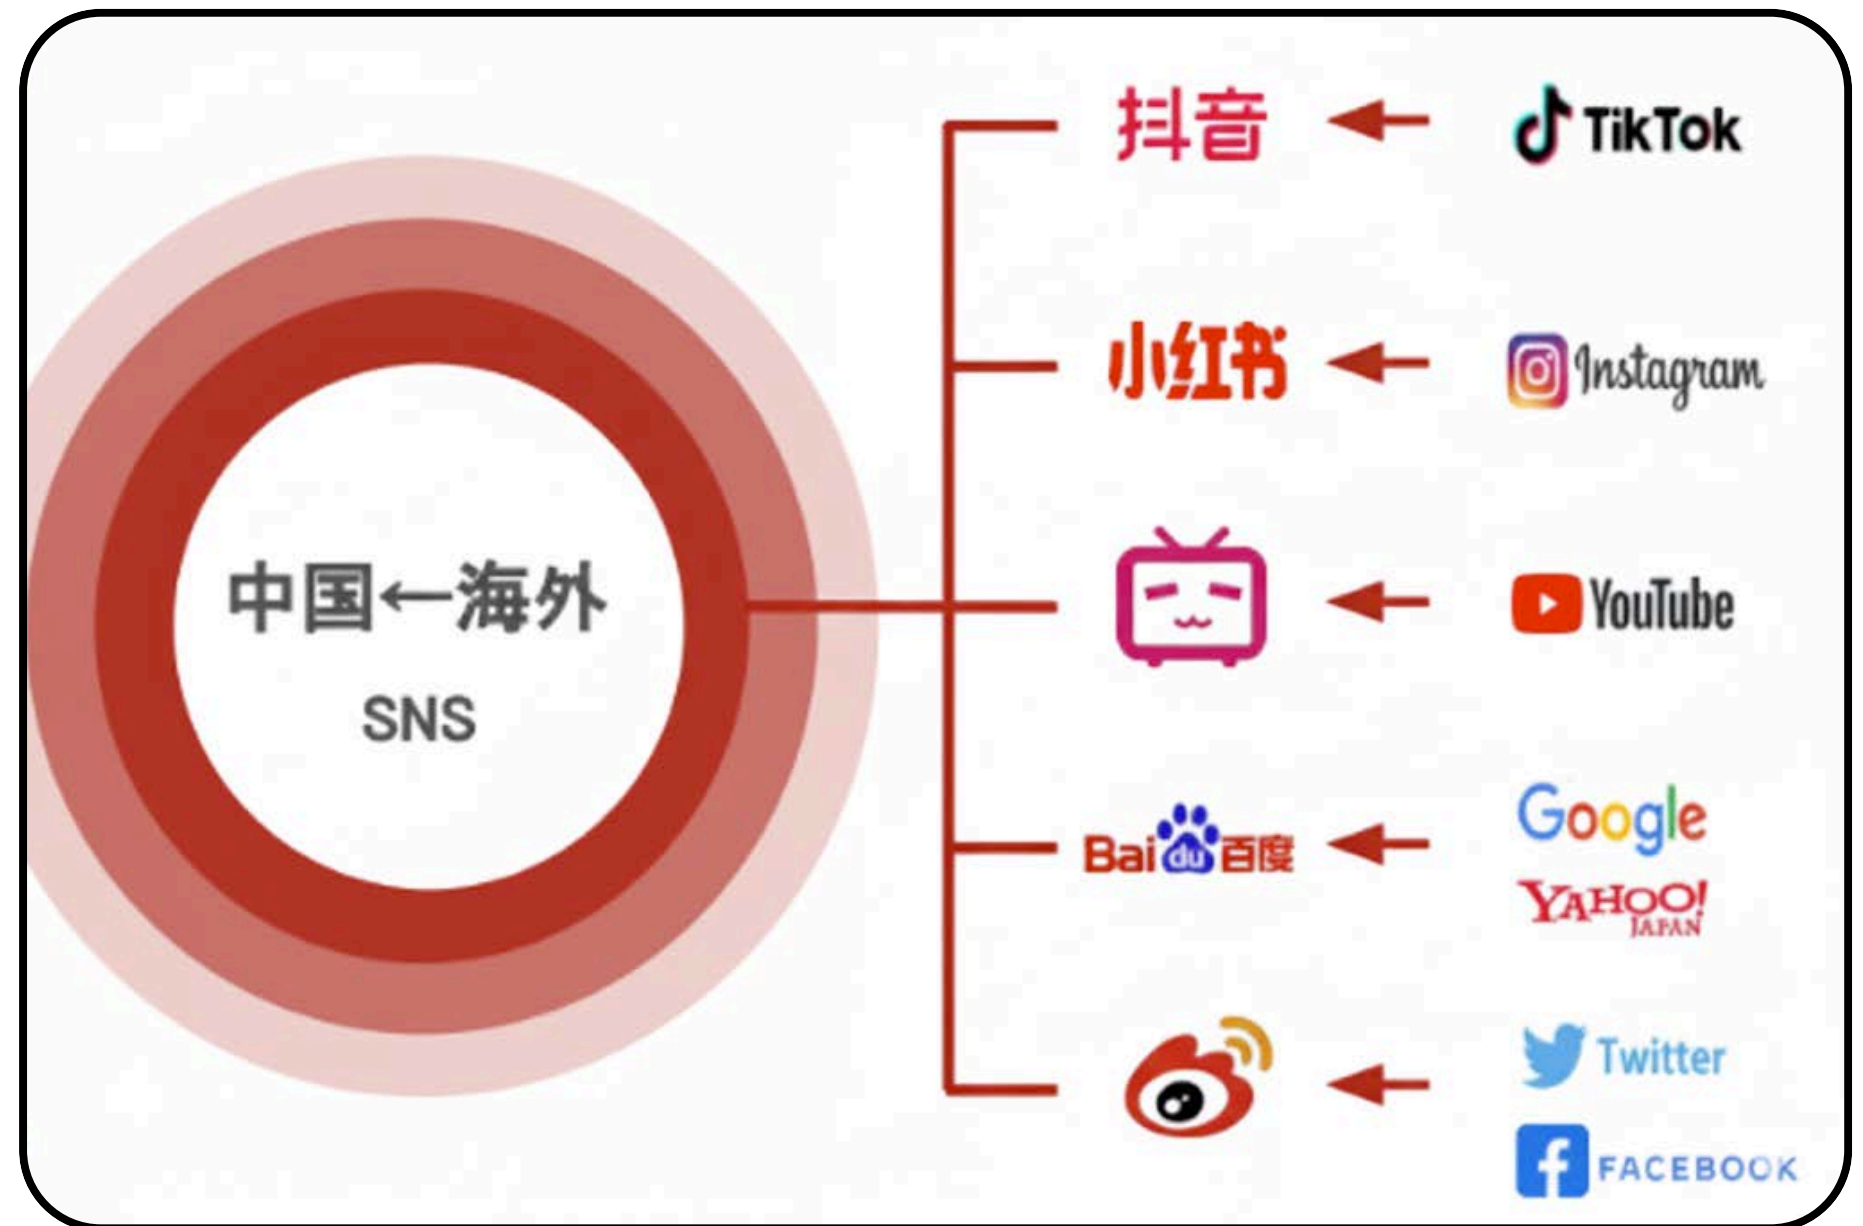 中国←海外
SNS
抖音
TikTok
小红书
Instagram
YouTube
Bai du 百度
Google
YAHOO!
JAPAN
Twitter
FACEBOOK